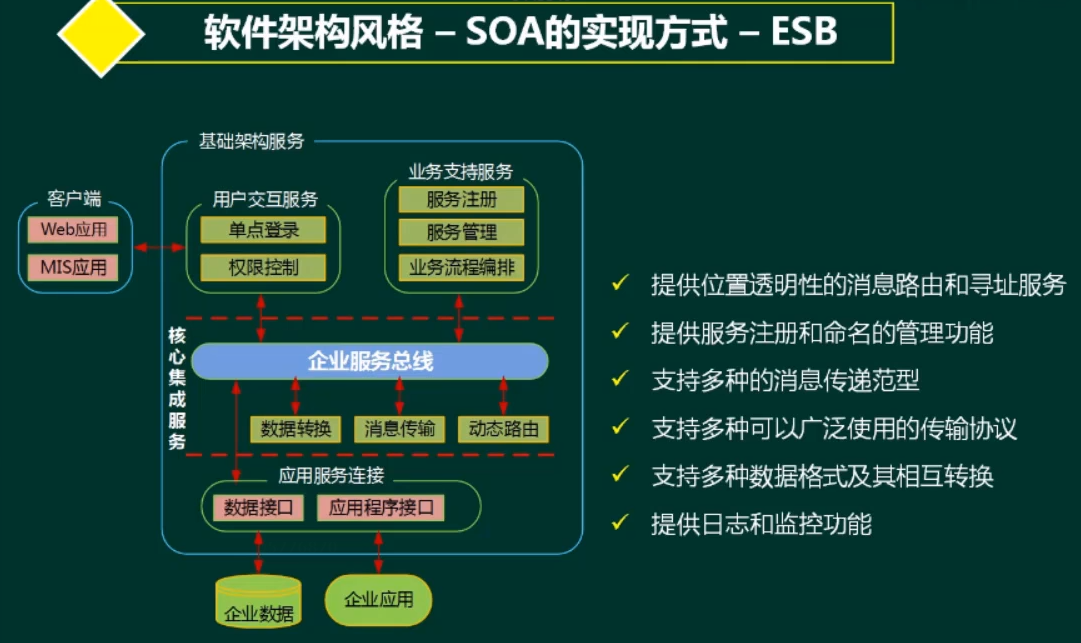 软件架构风格 – SOA的实现方式 – ESB
基础架构服务
客户端
Web应用
MIS应用
用户交互服务
单点登录
权限控制
业务支持服务
服务注册
服务管理
业务流程编排
核心集成服务
企业服务总线
数据转换
消息传输
动态路由
应用服务连接
数据接口
应用程序接口
企业数据
企业应用
提供位置透明性的消息路由和寻址服务
提供服务注册和命名的管理功能
支持多种的消息传递范型
支持多种可以广泛使用的传输协议
支持多种数据格式及其相互转换
提供日志和监控功能